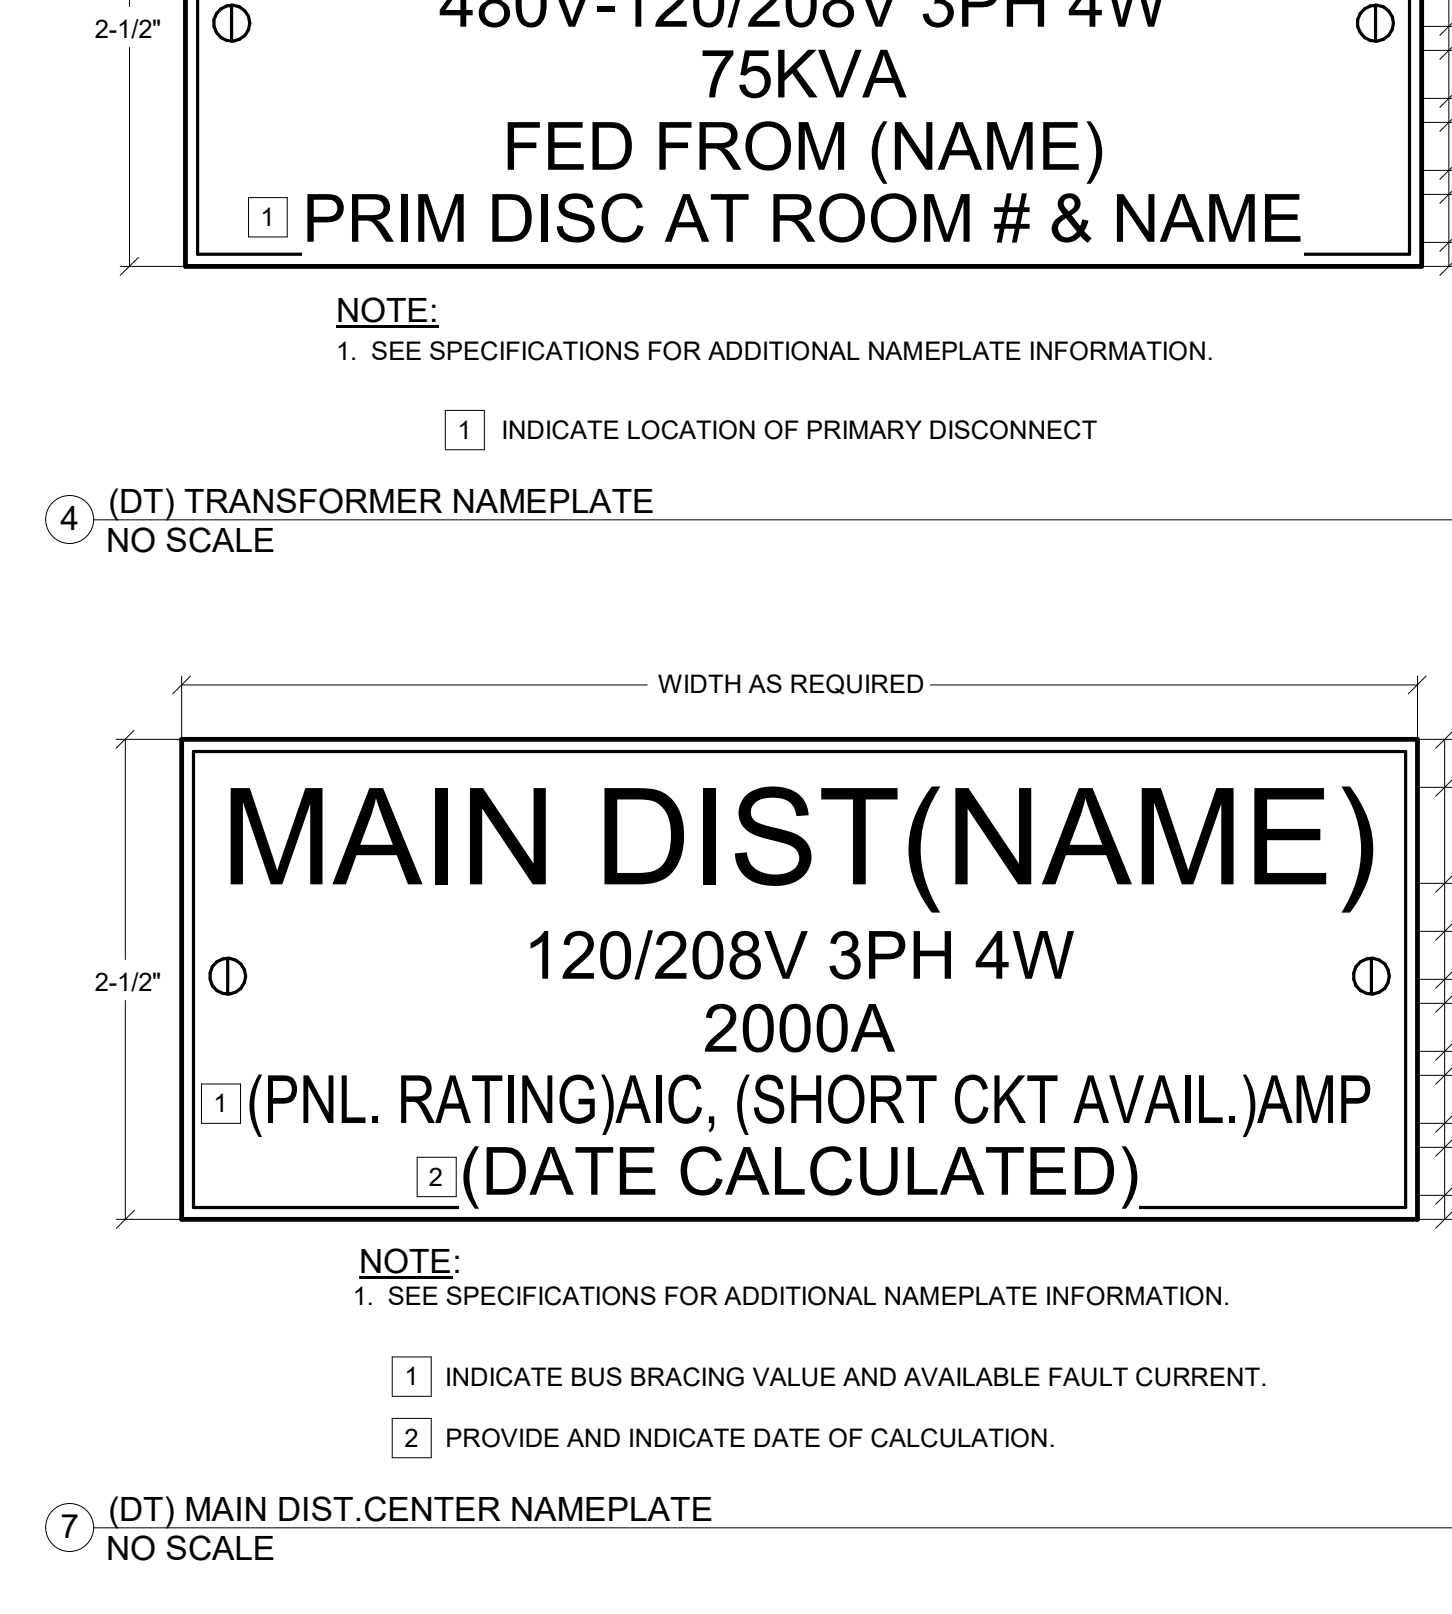 480V-120/208V 3PH 4W
2-1/2"
75KVA
FED FROM (NAME)
1 PRIM DISC AT ROOM # & NAME
NOTE:
1. SEE SPECIFICATIONS FOR ADDITIONAL NAMEPLATE INFORMATION.
1 INDICATE LOCATION OF PRIMARY DISCONNECT
4 (DT) TRANSFORMER NAMEPLATE
NO SCALE
WIDTH AS REQUIRED
MAIN DIST(NAME)
120/208V 3PH 4W
2-1/2"
2000A
1 (PNL. RATING)AIC, (SHORT CKT AVAIL.)AMP
2 (DATE CALCULATED)
NOTE:
1. SEE SPECIFICATIONS FOR ADDITIONAL NAMEPLATE INFORMATION.
1 INDICATE BUS BRACING VALUE AND AVAILABLE FAULT CURRENT.
2 PROVIDE AND INDICATE DATE OF CALCULATION.
7 (DT) MAIN DIST.CENTER NAMEPLATE
NO SCALE